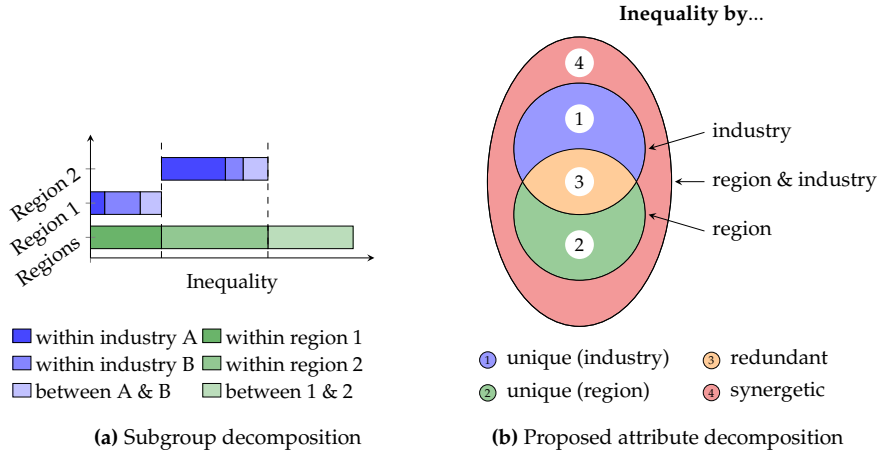 Region 2
Region 1
Regions
Inequality
within industry A
within region 1
within industry B
within region 2
between A & B
between 1 & 2
(a) Subgroup decomposition
Inequality by...
4
1
industry
3
region & industry
region
2
1 unique (industry)
3 redundant
2 unique (region)
4 synergetic
(b) Proposed attribute decomposition